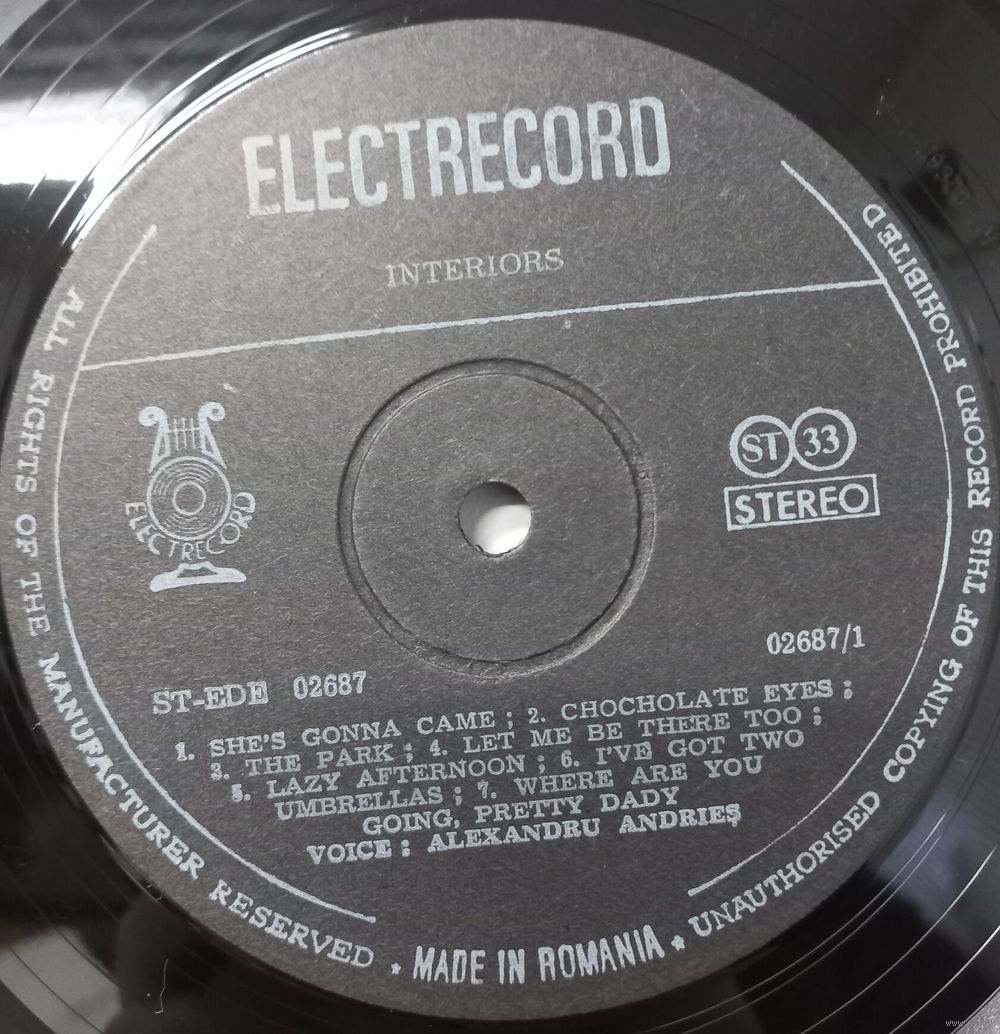 ELECTRECORD
INTERIORS
ST 33
STEREO
ELECTRECORD
02687/1
ST-EDE 02687
1. SHE'S GONNA CAME ; 2. CHOCHOLATE EYES ;
3. THE PARK ; 4. LET ME BE THERE TOO ;
5. LAZY AFTERNOON ; 6. I'VE GOT TWO
UMBRELLAS ; 7. WHERE ARE YOU
GOING, PRETTY DADY
VOICE : ALEXANDRU ANDRIEȘ
ALL RIGHTS OF THE MANUFACTURER RESERVED ⋆ MADE IN ROMANIA ⋆ UNAUTHORISED COPYING OF THIS RECORD PROHIBITED